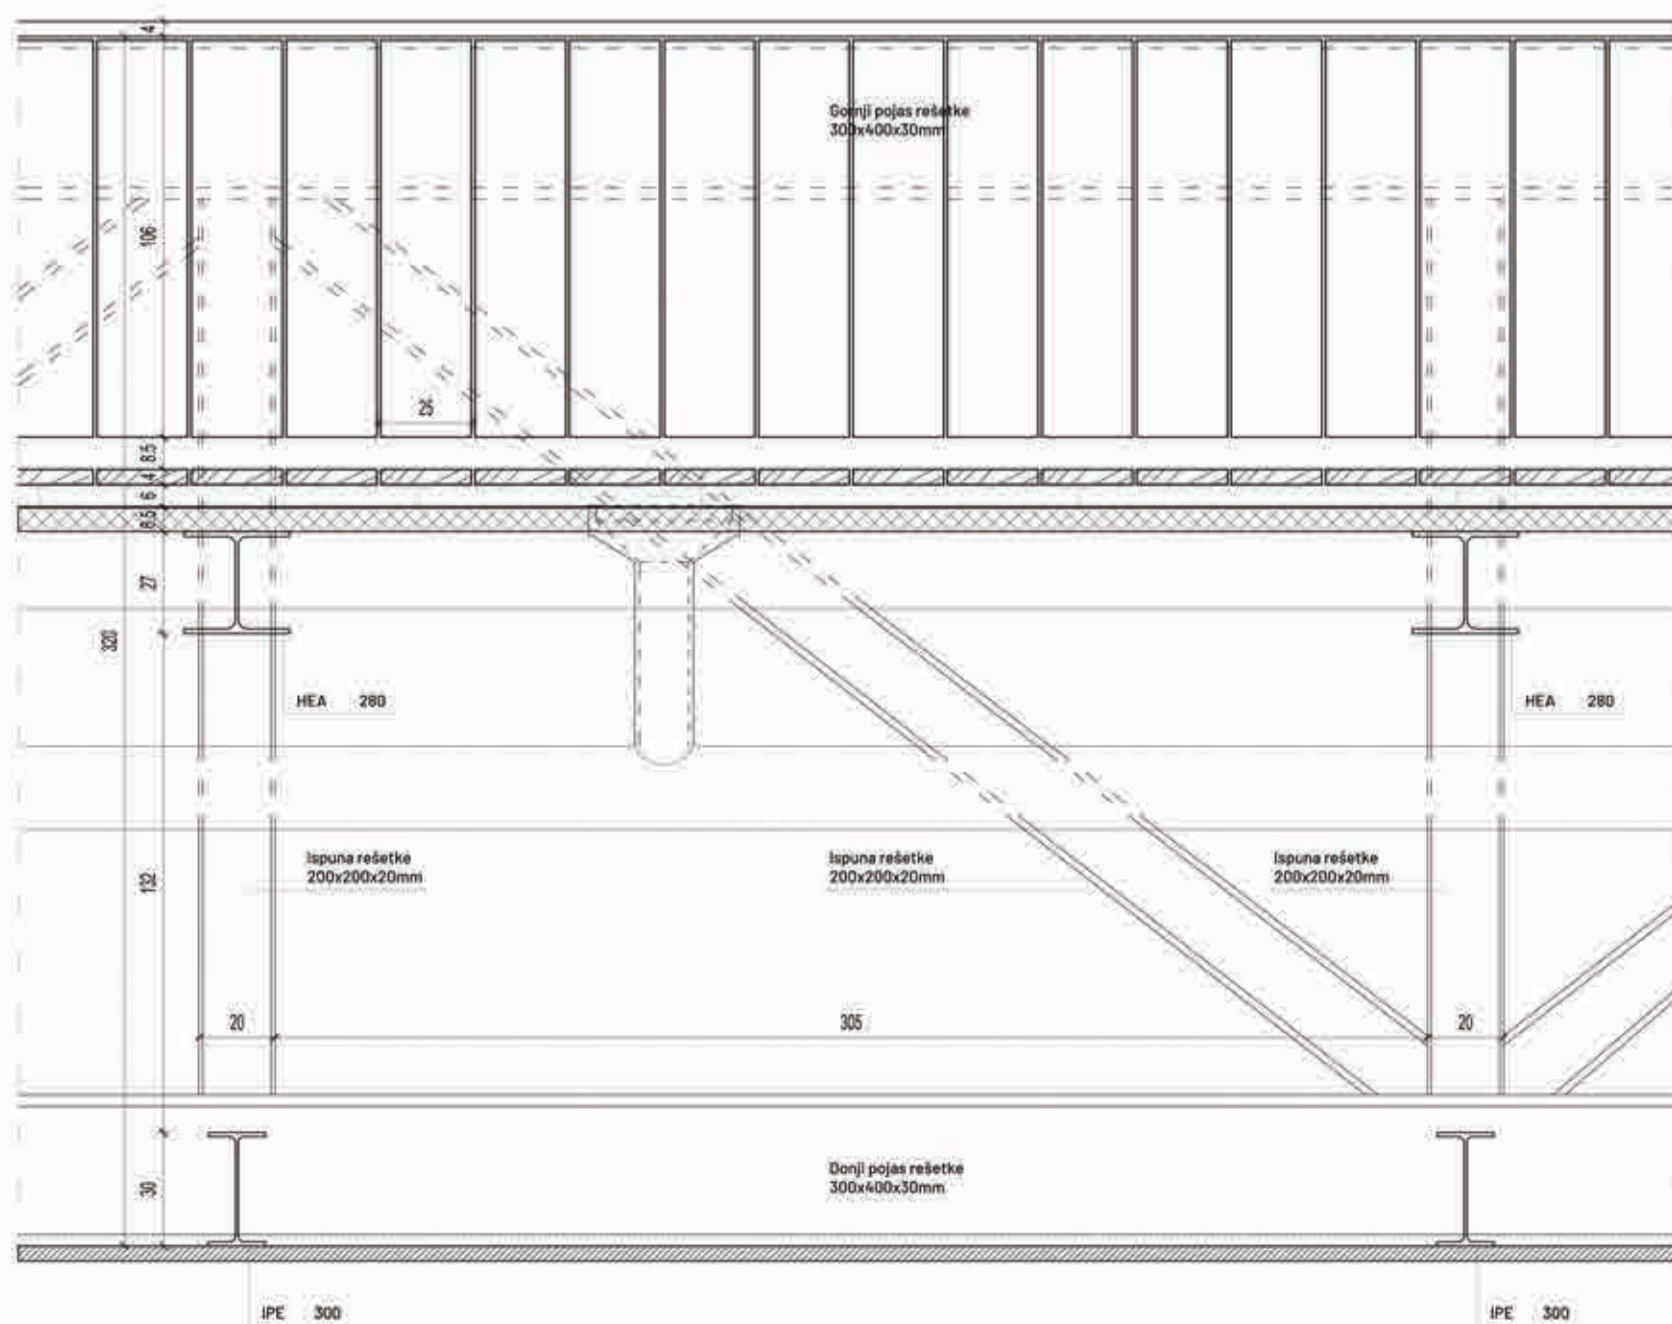 4
Gornji pojas rešetke
300x400x30mm
106
25
8.5
4
6
8.5
27
320
HEA 280
HEA 280
132
Ispuna rešetke
200x200x20mm
Ispuna rešetke
200x200x20mm
Ispuna rešetke
200x200x20mm
20
305
20
30
Donji pojas rešetke
300x400x30mm
IPE 300
IPE 300